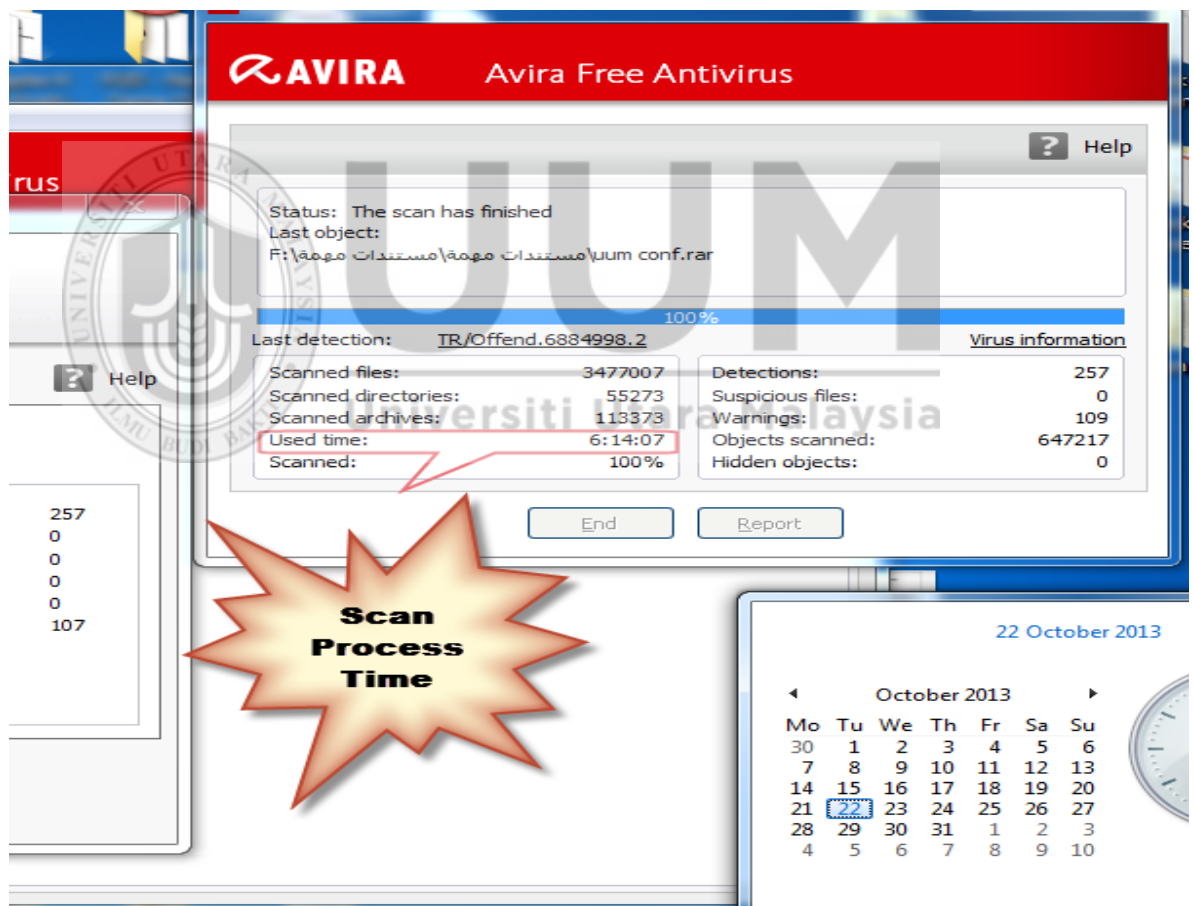 AVIRA Avira Free Antivirus
Help
rus
Status: The scan has finished
Last object:
F:\مستندات مهمة\مستندات مهمة\uum conf.rar
100%
Last detection: TR/Offend.6884998.2 Virus information
Scanned files: 3477007
Scanned directories: 55273
Scanned archives: 113373
Used time: 6:14:07
Scanned: 100%
Detections: 257
Suspicious files: 0
Warnings: 109
Objects scanned: 647217
Hidden objects: 0
End Report
Help
257
0
0
0
0
107
Scan
Process
Time
22 October 2013
October 2013
Mo Tu We Th Fr Sa Su
30 1 2 3 4 5 6
7 8 9 10 11 12 13
14 15 16 17 18 19 20
21 22 23 24 25 26 27
28 29 30 31 1 2 3
4 5 6 7 8 9 10
UUM
Universiti Utara Malaysia
UNIVERSITI UTARA MALAYSIA
ILMU BUDI BAKTI